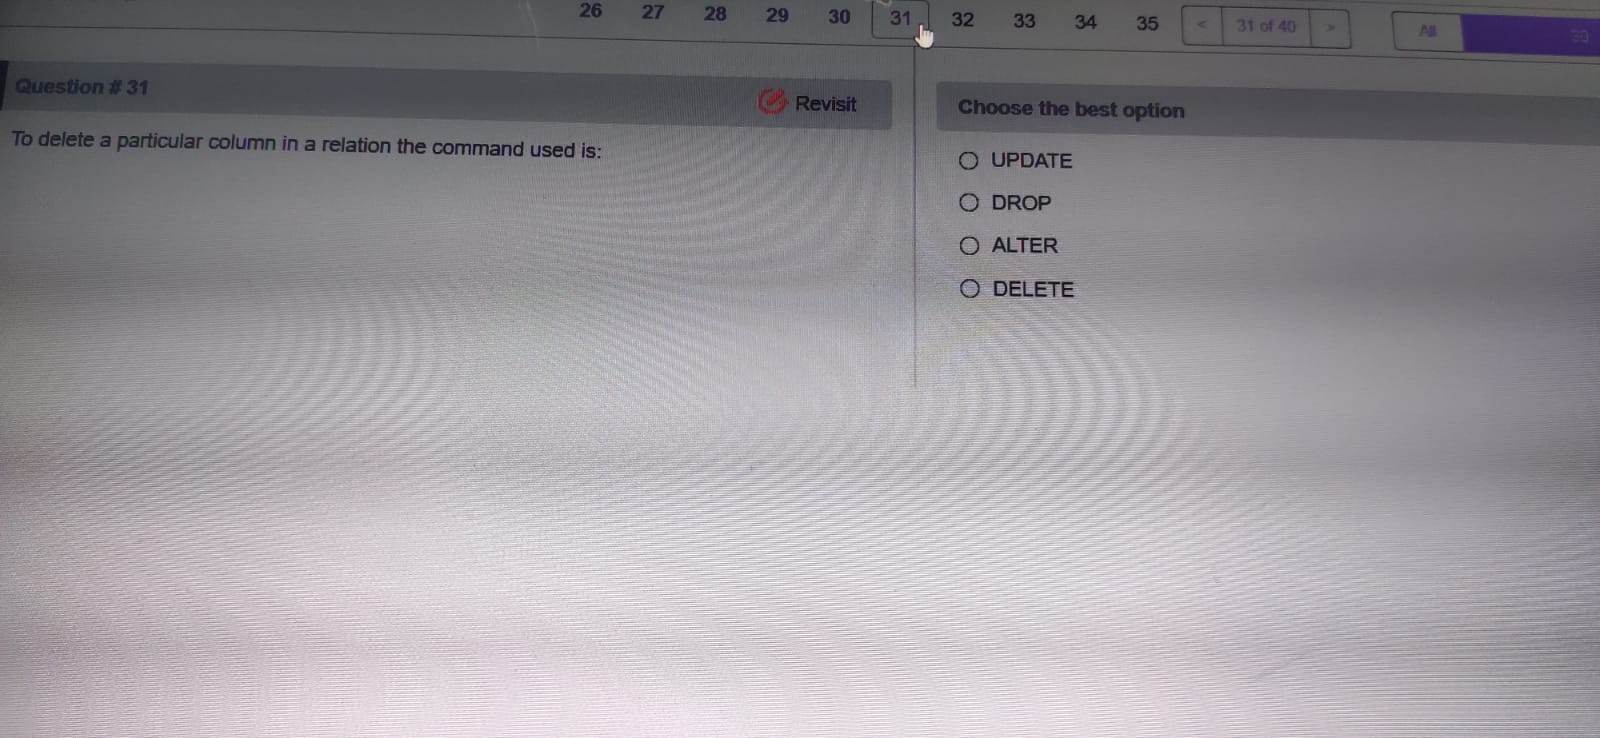 26 27 28 29 30 31 32 33 34 35 < 31 of 40 > All 30
Question # 31
Revisit
To delete a particular column in a relation the command used is:
Choose the best option
UPDATE
DROP
ALTER
DELETE